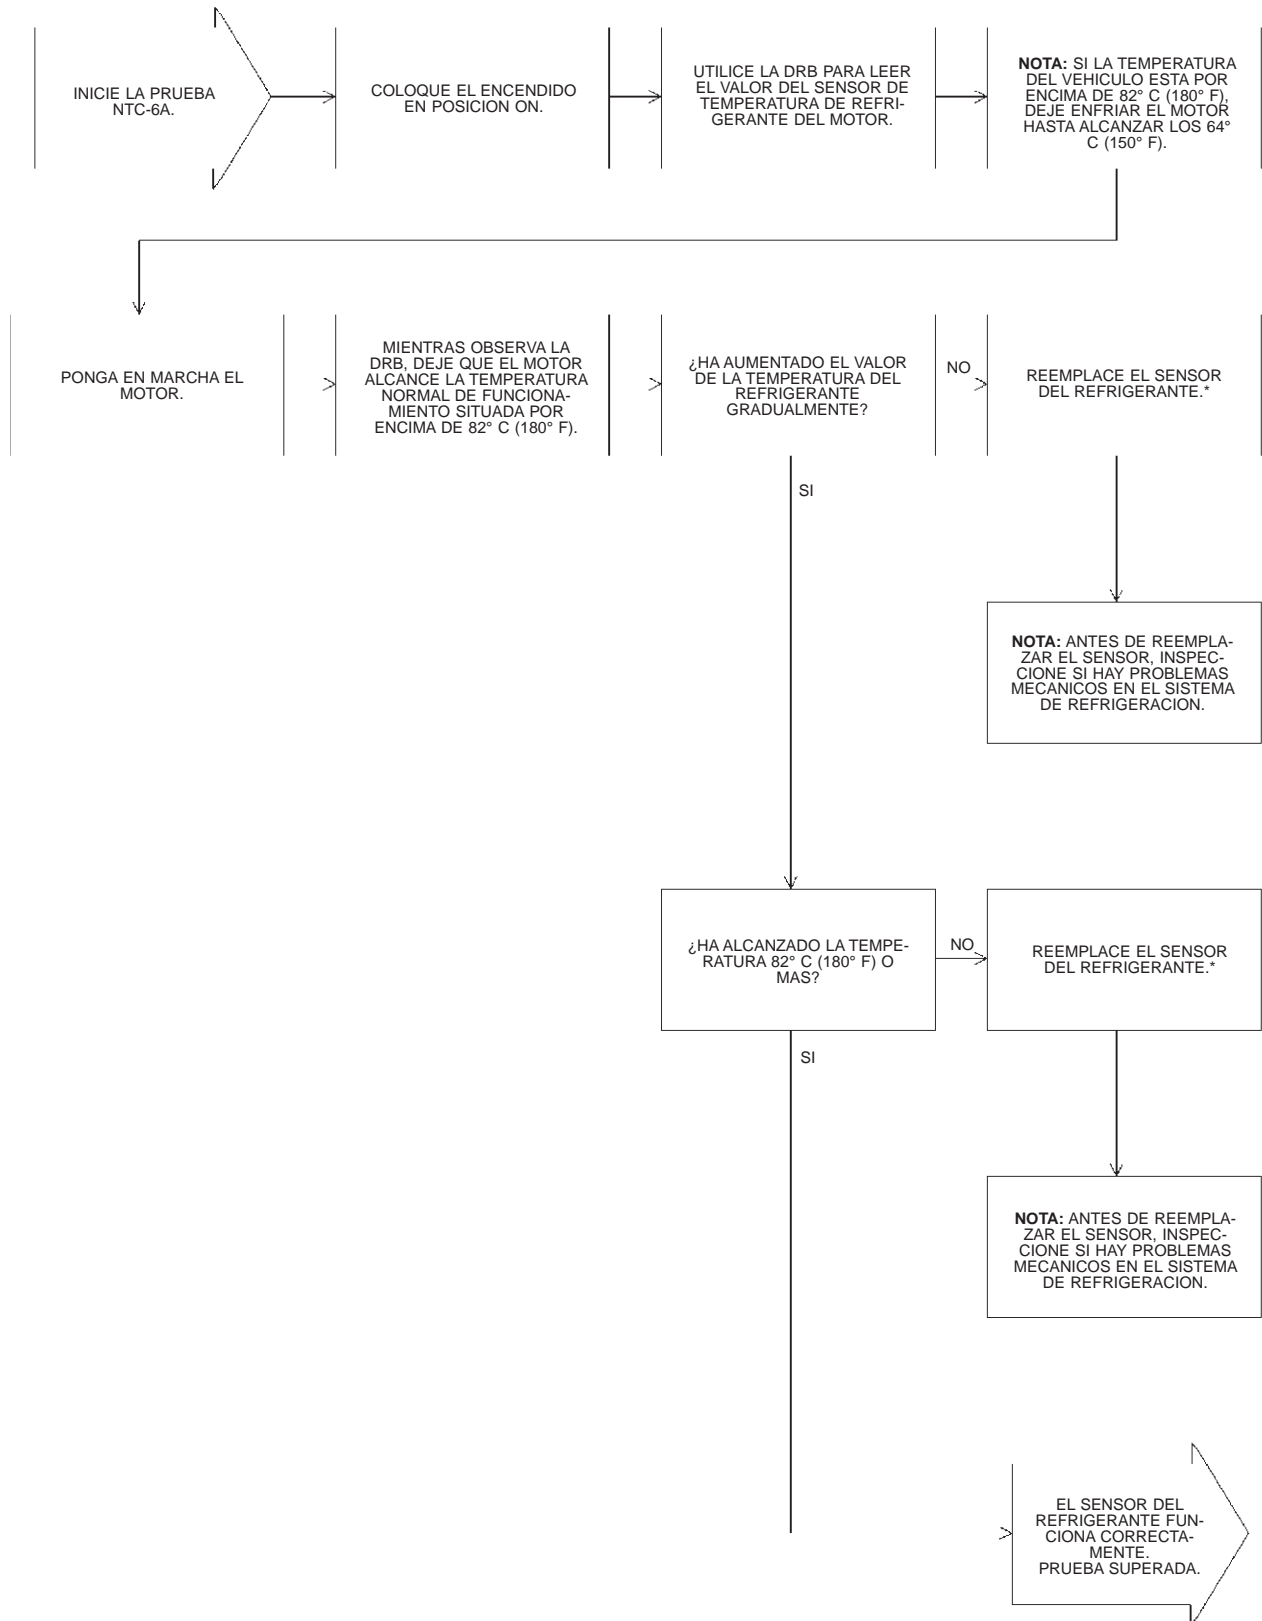 INICIE LA PRUEBA
NTC-6A.
COLOQUE EL ENCENDIDO
EN POSICION ON.
UTILICE LA DRB PARA LEER
EL VALOR DEL SENSOR DE
TEMPERATURA DE REFRI-
GERANTE DEL MOTOR.
NOTA: SI LA TEMPERATURA
DEL VEHICULO ESTA POR
ENCIMA DE 82° C (180° F),
DEJE ENFRIAR EL MOTOR
HASTA ALCANZAR LOS 64°
C (150° F).
PONGA EN MARCHA EL
MOTOR.
MIENTRAS OBSERVA LA
DRB, DEJE QUE EL MOTOR
ALCANCE LA TEMPERATURA
NORMAL DE FUNCIONA-
MIENTO SITUADA POR
ENCIMA DE 82° C (180° F).
¿HA AUMENTADO EL VALOR
DE LA TEMPERATURA DEL
REFRIGERANTE
GRADUALMENTE?
NO
REEMPLACE EL SENSOR
DEL REFRIGERANTE.*
SI
NOTA: ANTES DE REEMPLA-
ZAR EL SENSOR, INSPEC-
CIONE SI HAY PROBLEMAS
MECANICOS EN EL SISTEMA
DE REFRIGERACION.
¿HA ALCANZADO LA TEMPE-
RATURA 82° C (180° F) O
MAS?
NO
REEMPLACE EL SENSOR
DEL REFRIGERANTE.*
SI
NOTA: ANTES DE REEMPLA-
ZAR EL SENSOR, INSPEC-
CIONE SI HAY PROBLEMAS
MECANICOS EN EL SISTEMA
DE REFRIGERACION.
EL SENSOR DEL
REFRIGERANTE FUN-
CIONA CORRECTA-
MENTE.
PRUEBA SUPERADA.